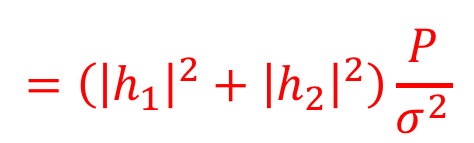 = (|h₁|² + |h₂|²) P/σ²